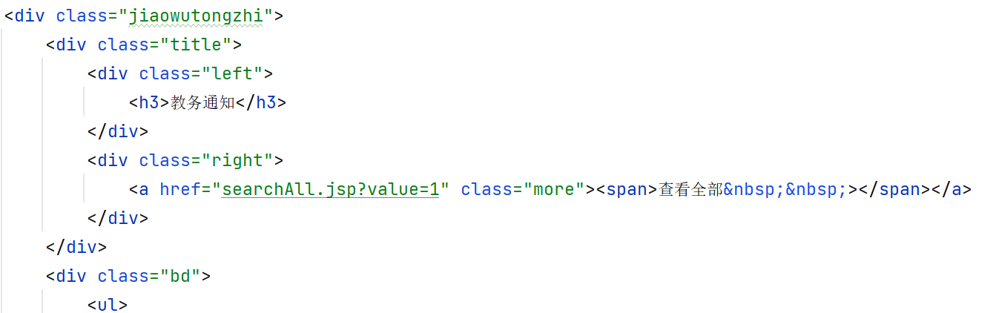 <div class="jiaowutongzhi">
<div class="title">
<div class="left">
<h3>教务通知</h3>
</div>
<div class="right">
<a href="searchAll.jsp?value=1" class="more"><span>查看全部&nbsp;&nbsp;></span></a>
</div>
</div>
<div class="bd">
<ul>